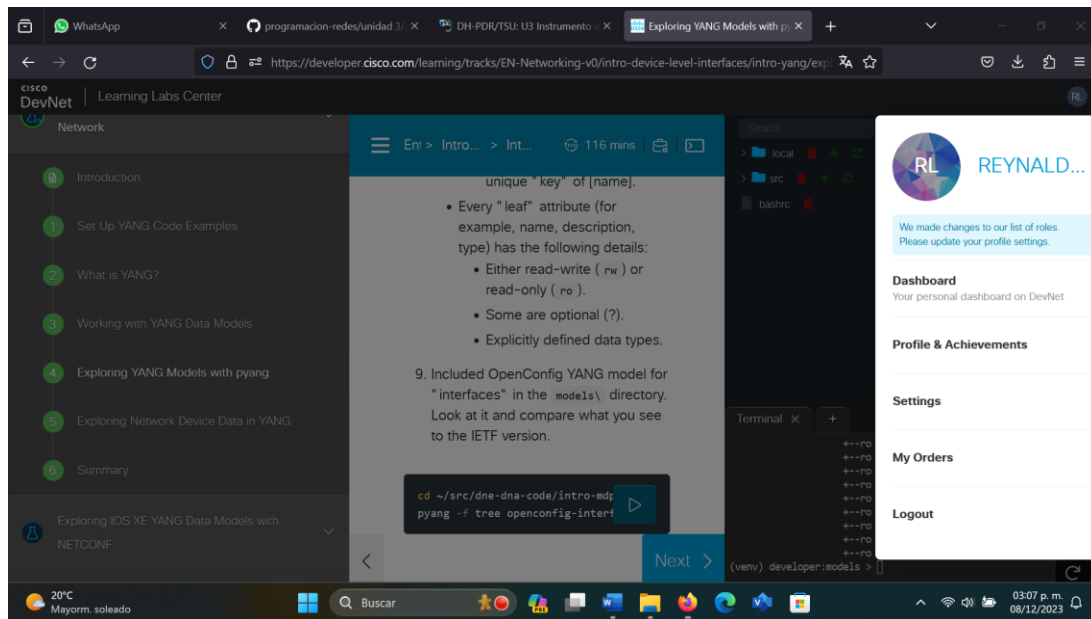 WhatsApp
programacion-redes/unidad 3/
DH-PDR/TSU: U3 Instrumento d
Exploring YANG Models with py
https://developer.cisco.com/learning/tracks/EN-Networking-v0/intro-device-level-interfaces/intro-yang/exp
CISCO
DevNet
Learning Labs Center
RL
Network
Introduction
1 Set Up YANG Code Examples
2 What is YANG?
3 Working with YANG Data Models
4 Exploring YANG Models with pyang
5 Exploring Network Device Data in YANG
6 Summary
Exploring IOS XE YANG Data Models with
NETCONF
Ent > Intro... > Int... 116 mins
unique "key" of [name].
• Every "leaf" attribute (for
example, name, description,
type) has the following details:
• Either read-write ( rw ) or
read-only ( ro ).
• Some are optional (?).
• Explicitly defined data types.
9. Included OpenConfig YANG model for
"interfaces" in the models\ directory.
Look at it and compare what you see
to the IETF version.
cd ~/src/dne-dna-code/intro-mdp
pyang -f tree openconfig-interf
Next >
Search ...
> .local
> src
bashrc
Terminal × +
+--ro
+--ro
+--ro
+--ro
+--ro
+--ro
+--ro
+--ro
+--ro
(venv) developer:models >
RL
REYNALD...
We made changes to our list of roles.
Please update your profile settings.
Dashboard
Your personal dashboard on DevNet
Profile & Achievements
Settings
My Orders
Logout
20°C
Mayorm. soleado
Buscar
03:07 p. m.
08/12/2023